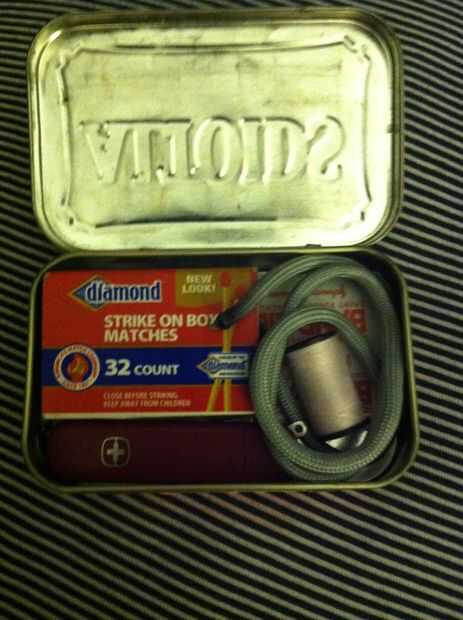 ALTOIDS
diamond
NEW
LOOK!
STRIKE ON BOX
MATCHES
32 COUNT
diamond
CLOSE BEFORE STRIKING
KEEP AWAY FROM CHILDREN